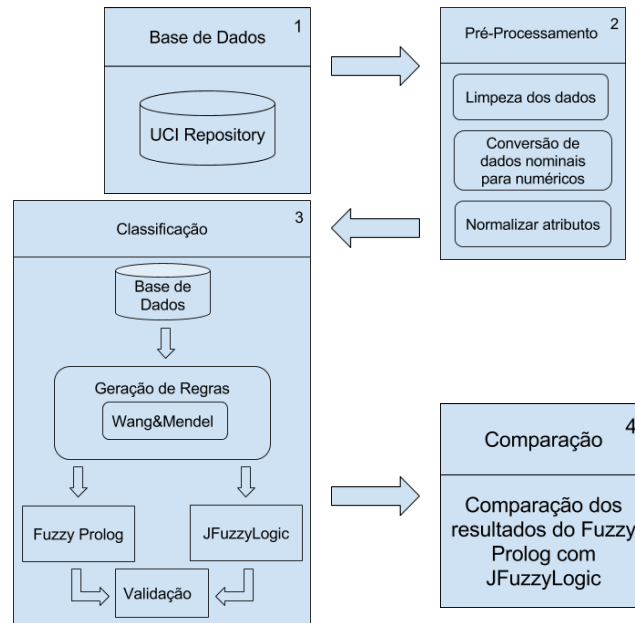 Base de Dados
1
UCI Repository
Pré-Processamento
2
Limpeza dos dados
Conversão de
dados nominais
para numéricos
Normalizar atributos
Classificação
3
Base de
Dados
Geração de Regras
Wang&Mendel
Fuzzy Prolog
JFuzzyLogic
Validação
Comparação
4
Comparação dos
resultados do Fuzzy
Prolog com
JFuzzyLogic